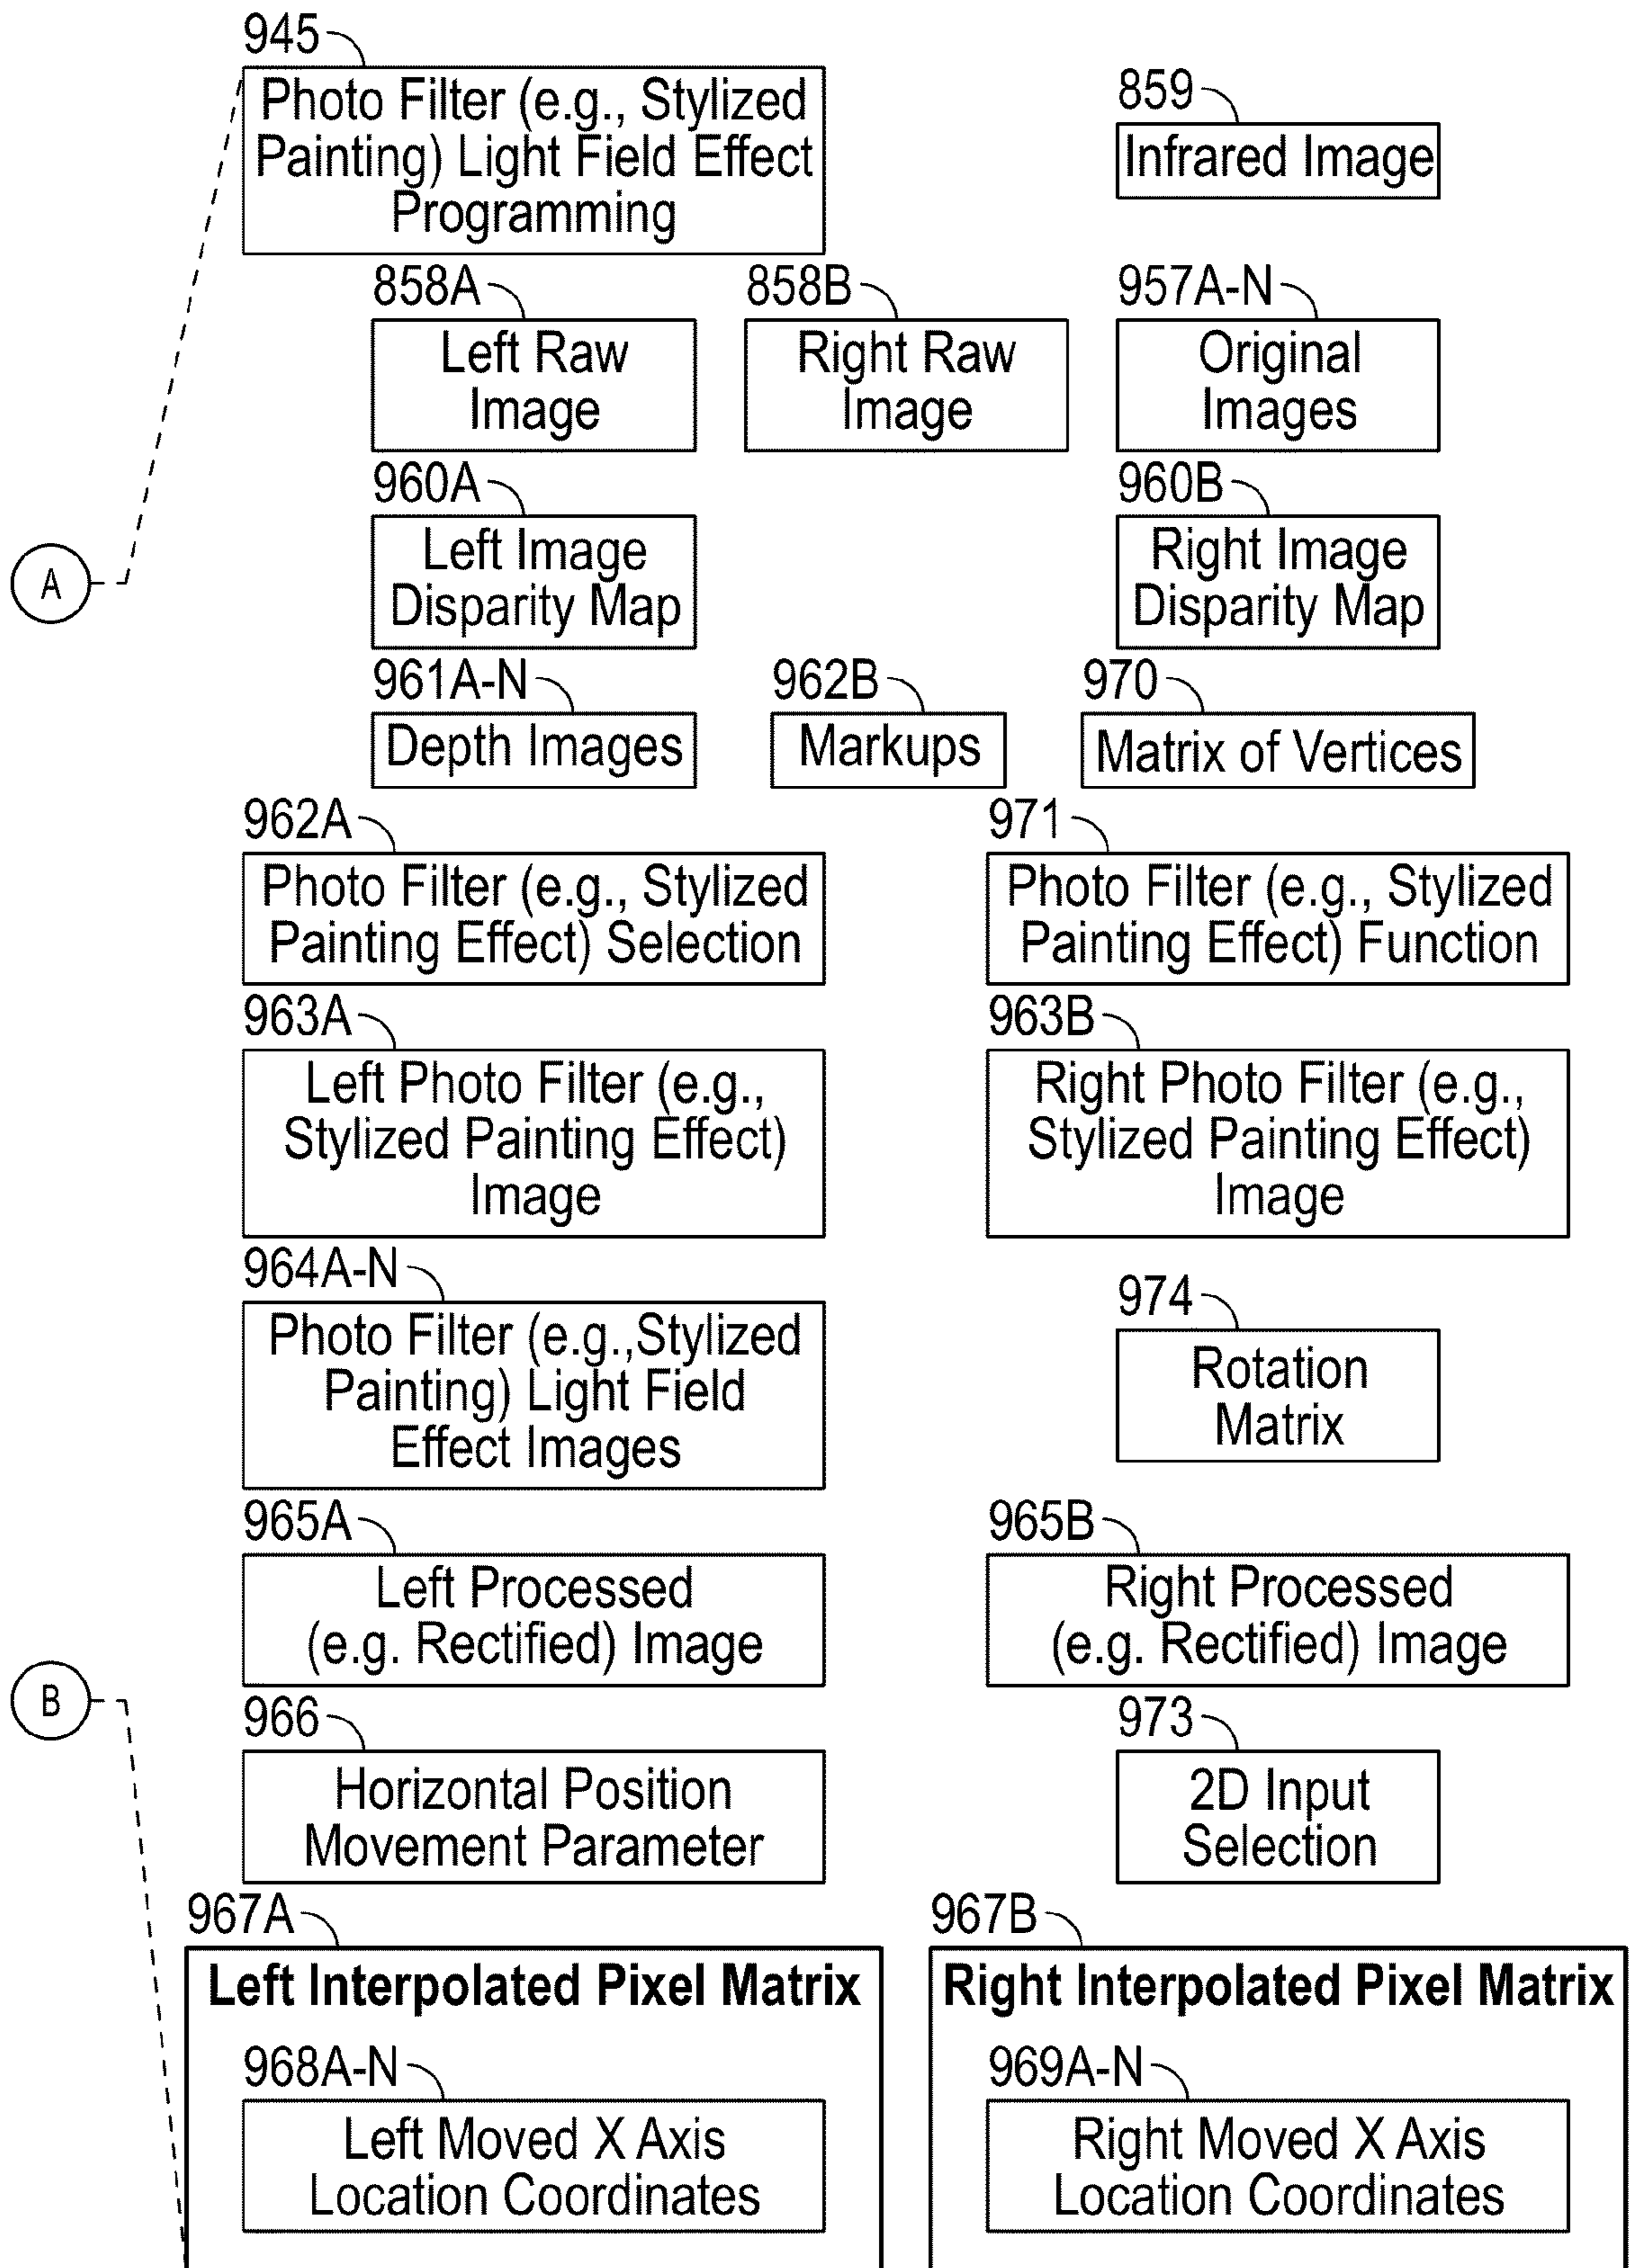 945
Photo Filter (e.g., Stylized
Painting) Light Field Effect
Programming
859
Infrared Image
858A
Left Raw
Image
858B
Right Raw
Image
957A-N
Original
Images
960A
Left Image
Disparity Map
960B
Right Image
Disparity Map
A
961A-N
Depth Images
962B
Markups
970
Matrix of Vertices
962A
Photo Filter (e.g., Stylized
Painting Effect) Selection
971
Photo Filter (e.g., Stylized
Painting Effect) Function
963A
Left Photo Filter (e.g.,
Stylized Painting Effect)
Image
963B
Right Photo Filter (e.g.,
Stylized Painting Effect)
Image
964A-N
Photo Filter (e.g.,Stylized
Painting) Light Field
Effect Images
974
Rotation
Matrix
965A
Left Processed
(e.g. Rectified) Image
965B
Right Processed
(e.g. Rectified) Image
B
966
Horizontal Position
Movement Parameter
973
2D Input
Selection
967A
Left Interpolated Pixel Matrix
968A-N
Left Moved X Axis
Location Coordinates
967B
Right Interpolated Pixel Matrix
969A-N
Right Moved X Axis
Location Coordinates